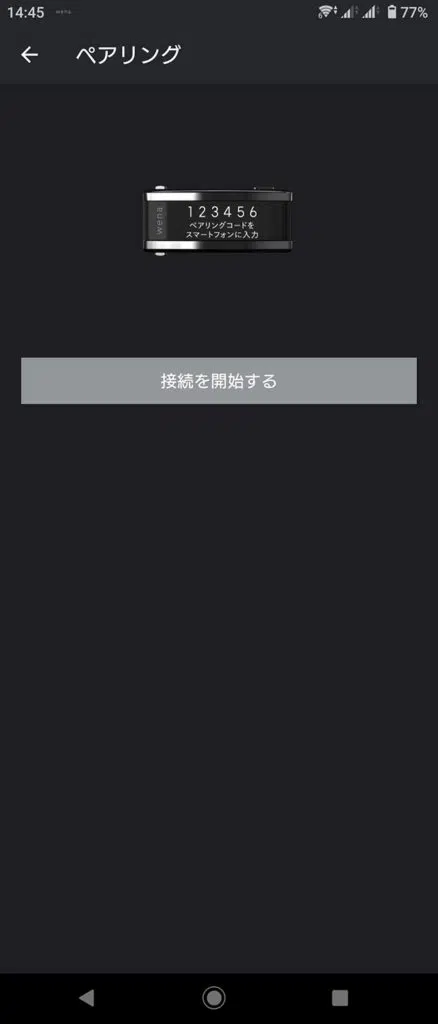 14:45 wena 77%
ペアリング
wena
123456
ペアリングコードを
スマートフォンに入力
接続を開始する